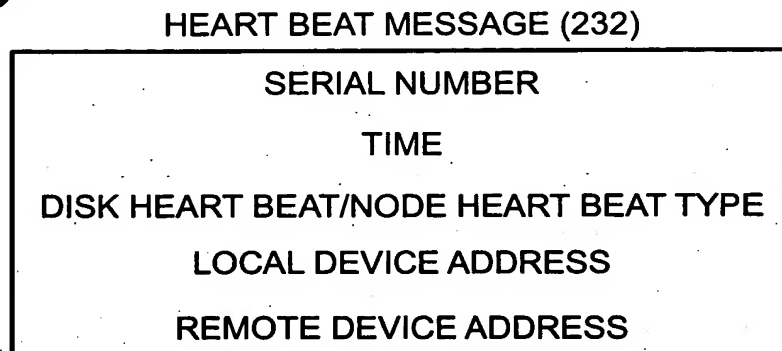 HEART BEAT MESSAGE (232)
SERIAL NUMBER
TIME
DISK HEART BEAT/NODE HEART BEAT TYPE
LOCAL DEVICE ADDRESS
REMOTE DEVICE ADDRESS